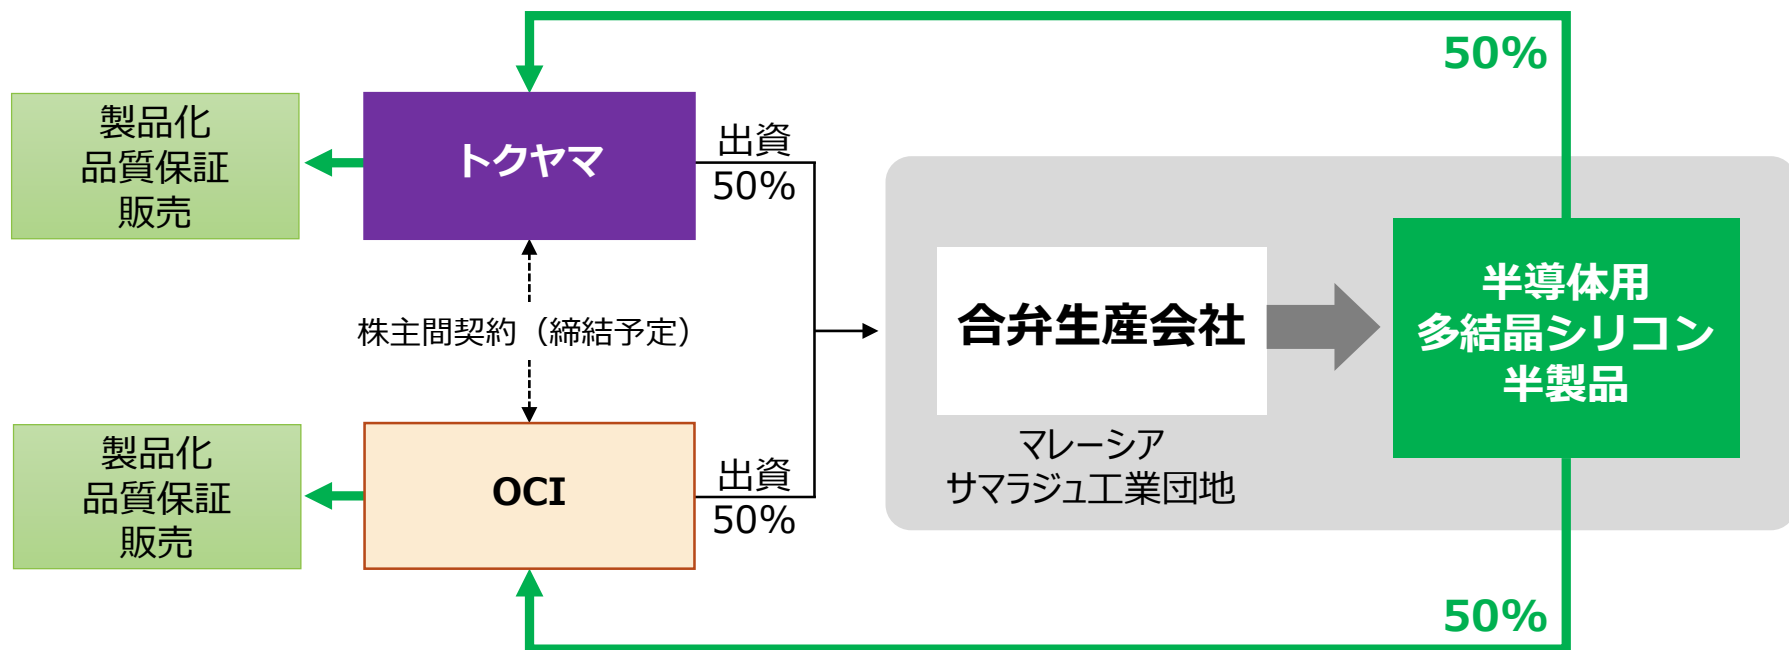 50%
製品化
品質保証
販売
トクヤマ
出資
50%
株主間契約（締結予定）
合弁生産会社
マレーシア
サマラジュ工業団地
半導体用
多結晶シリコン
半製品
製品化
品質保証
販売
OCI
出資
50%
50%